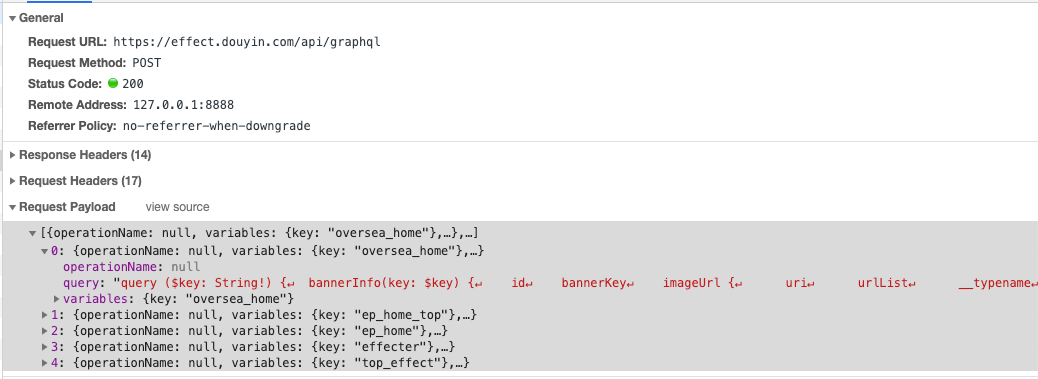 General
Request URL: https://effect.douyin.com/api/graphql
Request Method: POST
Status Code: 200
Remote Address: 127.0.0.1:8888
Referrer Policy: no-referrer-when-downgrade
Response Headers (14)
Request Headers (17)
Request Payload view source
[{operationName: null, variables: {key: "oversea_home"},…},…]
0: {operationName: null, variables: {key: "oversea_home"},…}
operationName: null
query: "query ($key: String!) {↵ bannerInfo(key: $key) {↵ id↵ bannerKey↵ imageUrl {↵ uri↵ urlList↵ __typename↵
variables: {key: "oversea_home"}
1: {operationName: null, variables: {key: "ep_home_top"},…}
2: {operationName: null, variables: {key: "ep_home"},…}
3: {operationName: null, variables: {key: "effecter"},…}
4: {operationName: null, variables: {key: "top_effect"},…}